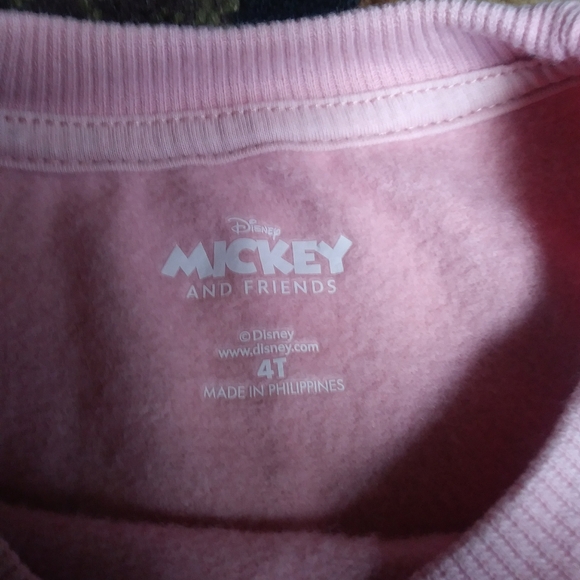 Disney
MICKEY
AND FRIENDS
©Disney
www.disney.com
4T
MADE IN PHILIPPINES